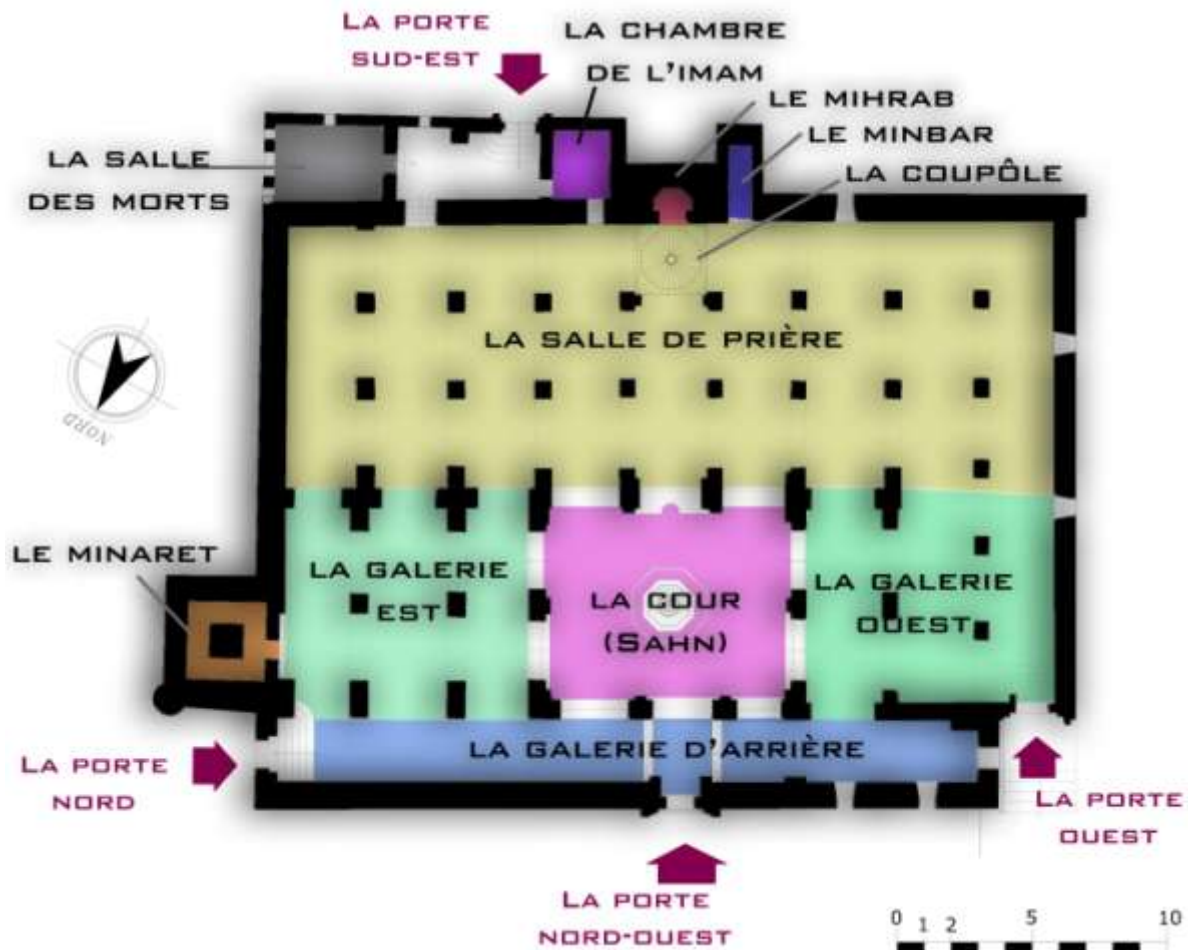 LA PORTE
SUD-EST
LA CHAMBRE
DE L'IMAM
LE MIHRAB
LE MINBAR
LA COUPÔLE
LA SALLE
DES MORTS
LA SALLE DE PRIÈRE
NORD
LE MINARET
LA GALERIE
EST
LA COUR
(SAHN)
LA GALERIE
OUEST
LA GALERIE D'ARRIÈRE
LA PORTE
NORD
LA PORTE
OUEST
LA PORTE
NORD-OUEST
0 1 2 5 10